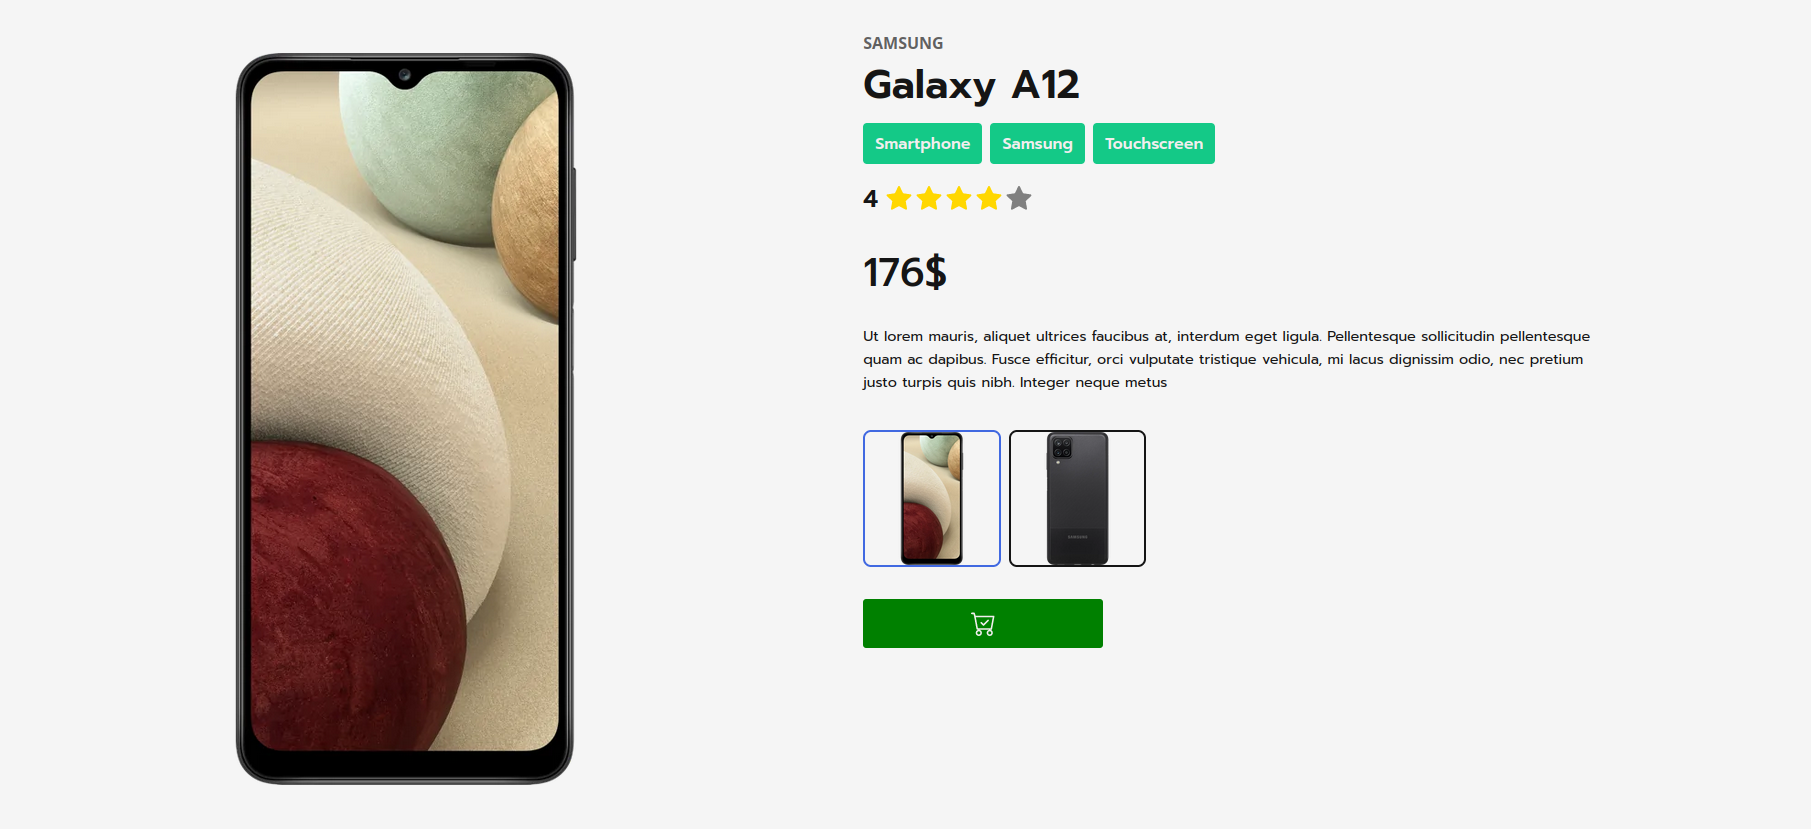 SAMSUNG
Galaxy A12
Smartphone Samsung Touchscreen
4
176$
Ut lorem mauris, aliquet ultrices faucibus at, interdum eget ligula. Pellentesque sollicitudin pellentesque
quam ac dapibus. Fusce efficitur, orci vulputate tristique vehicula, mi lacus dignissim odio, nec pretium
justo turpis quis nibh. Integer neque metus
SAMSUNG